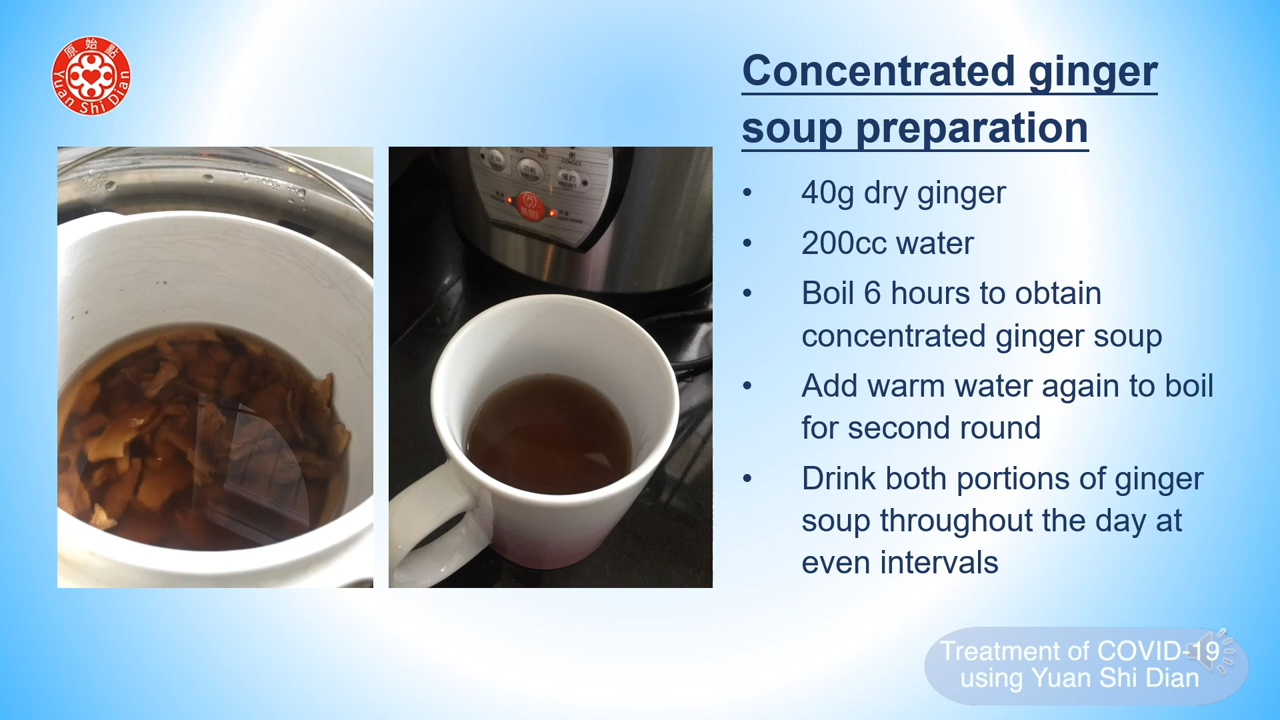 原始點
Yuan Shi Dian
Concentrated ginger
soup preparation
• 40g dry ginger
• 200cc water
• Boil 6 hours to obtain
concentrated ginger soup
• Add warm water again to boil
for second round
• Drink both portions of ginger
soup throughout the day at
even intervals
Treatment of COVID-19
using Yuan Shi Dian